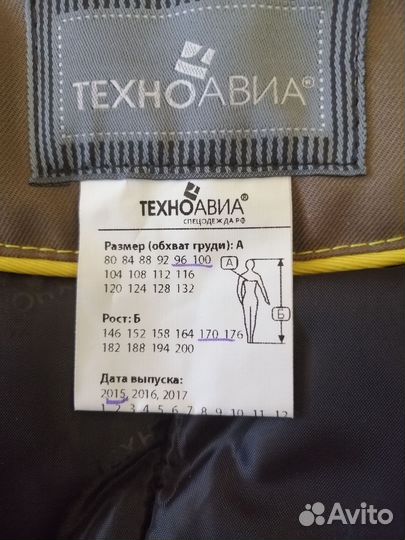 ТЕХНОАВИА®
ТЕХНОАВИА®
СПЕЦОДЕЖДА.РФ
Размер (обхват груди): А
80 84 88 92 96 100
104 108 112 116
120 124 128 132
А
Рост: Б
146 152 158 164 170 176
182 188 194 200
Б
Дата выпуска:
2015, 2016, 2017
1 2 3 4 5 6 7 8 9 10 11 12
Avito